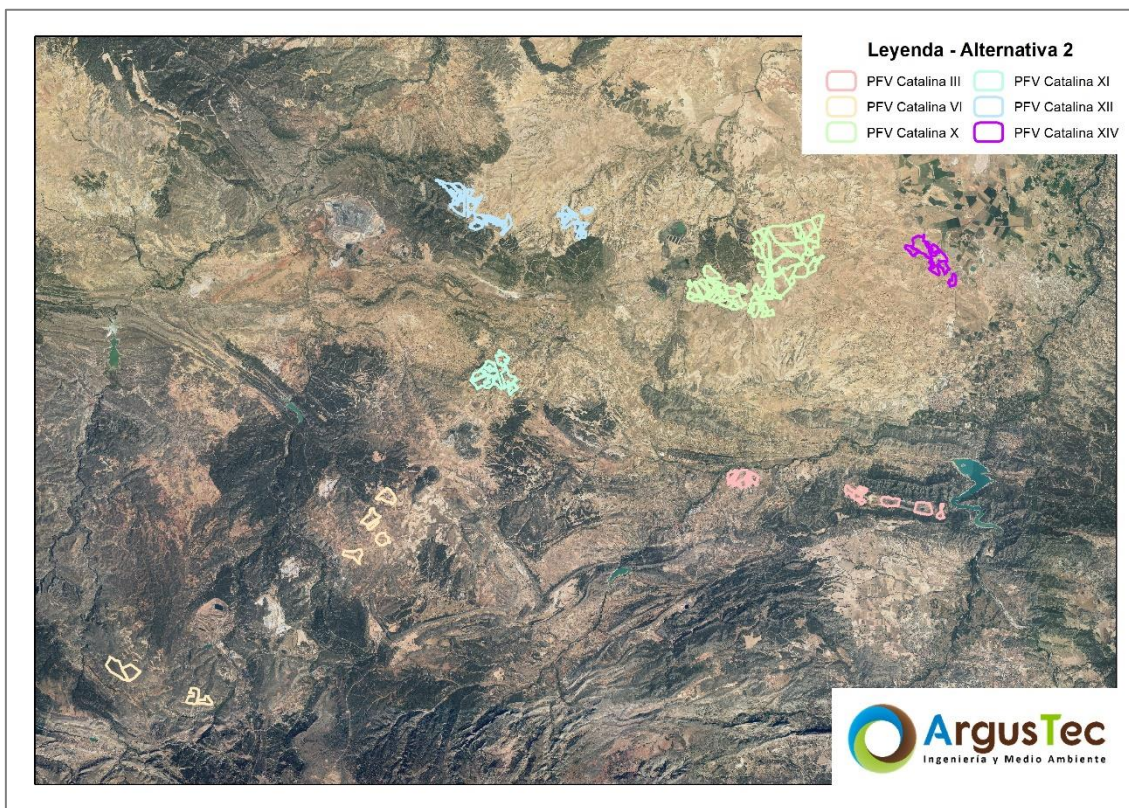 Leyenda - Alternativa 2
PFV Catalina III
PFV Catalina VI
PFV Catalina X
PFV Catalina XI
PFV Catalina XII
PFV Catalina XIV
ArgusTec
Ingeniería y Medio Ambiente